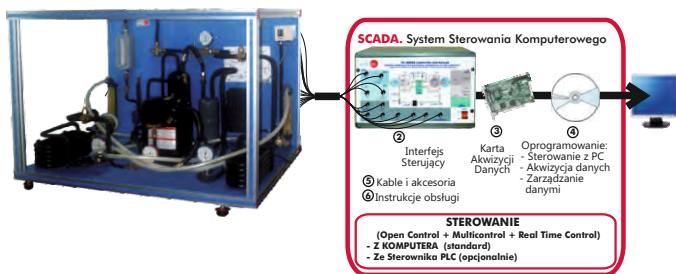 SCADA. System Sterowania Komputerowego
②
Interfejs
Sterujący
③
Karta
Akwizycji
Danych
④
Oprogramowanie:
- Sterowanie z PC
- Akwizycja danych
- Zarządzanie
danymi
⑤ Kable i akcesoria
⑥ Instrukcje obsługi
STEROWANIE
(Open Control + Multicontrol + Real Time Control)
- Z KOMPUTERA (standard)
- Ze Sterownika PLC (opcjonalnie)